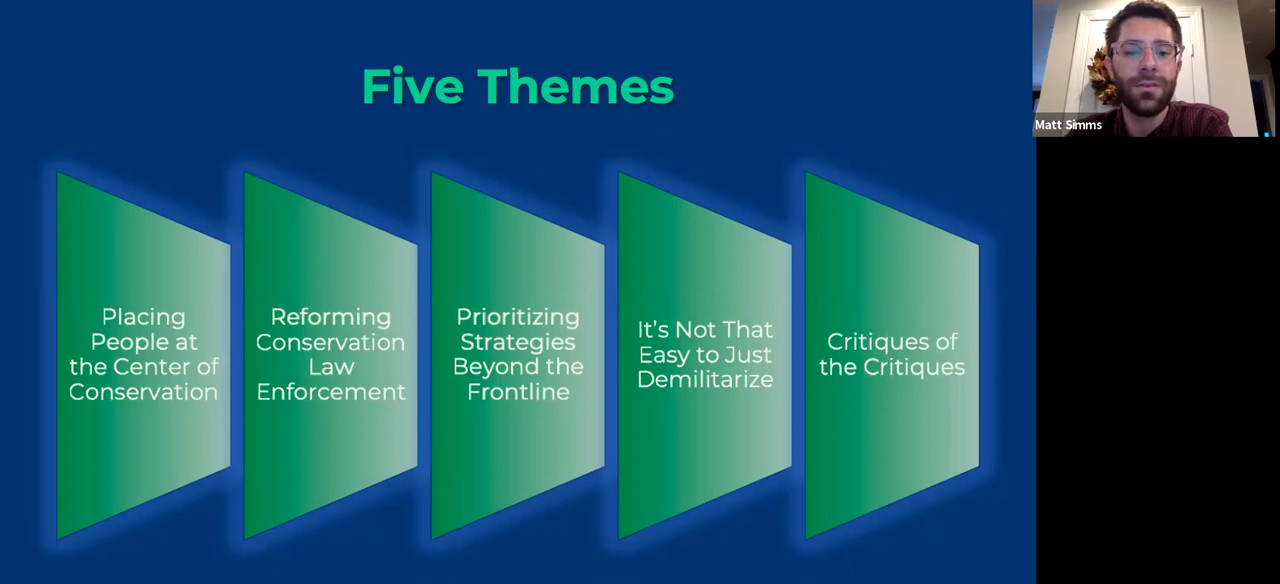 Five Themes
Matt Simms
Placing
People at
the Center of
Conservation
Reforming
Conservation
Law
Enforcement
Prioritizing
Strategies
Beyond the
Frontline
It's Not That
Easy to Just
Demilitarize
Critiques of
the Critiques